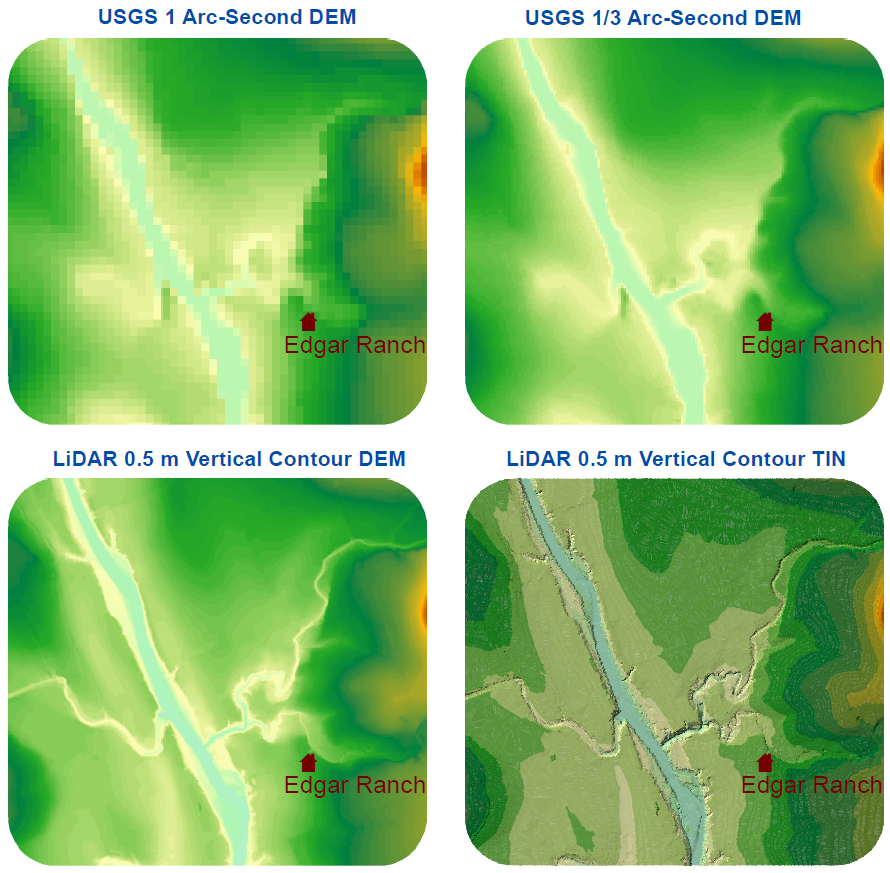 USGS 1 Arc-Second DEM
USGS 1/3 Arc-Second DEM
Edgar Ranch
Edgar Ranch
LiDAR 0.5 m Vertical Contour DEM
LiDAR 0.5 m Vertical Contour TIN
Edgar Ranch
Edgar Ranch